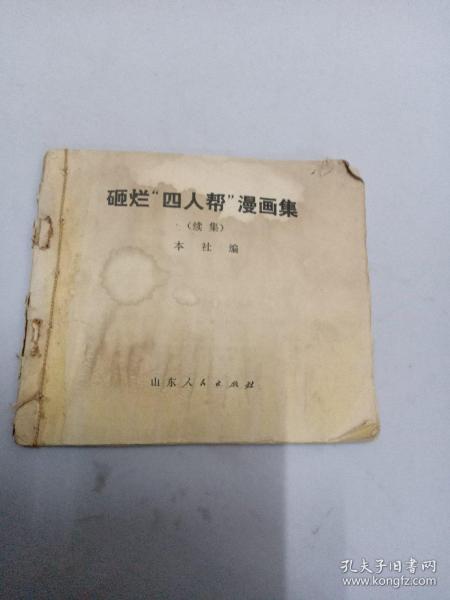 砸烂“四人帮”漫画集
（续集）
本社编
山东人民出版社
孔夫子旧书网
www.kongfz.com